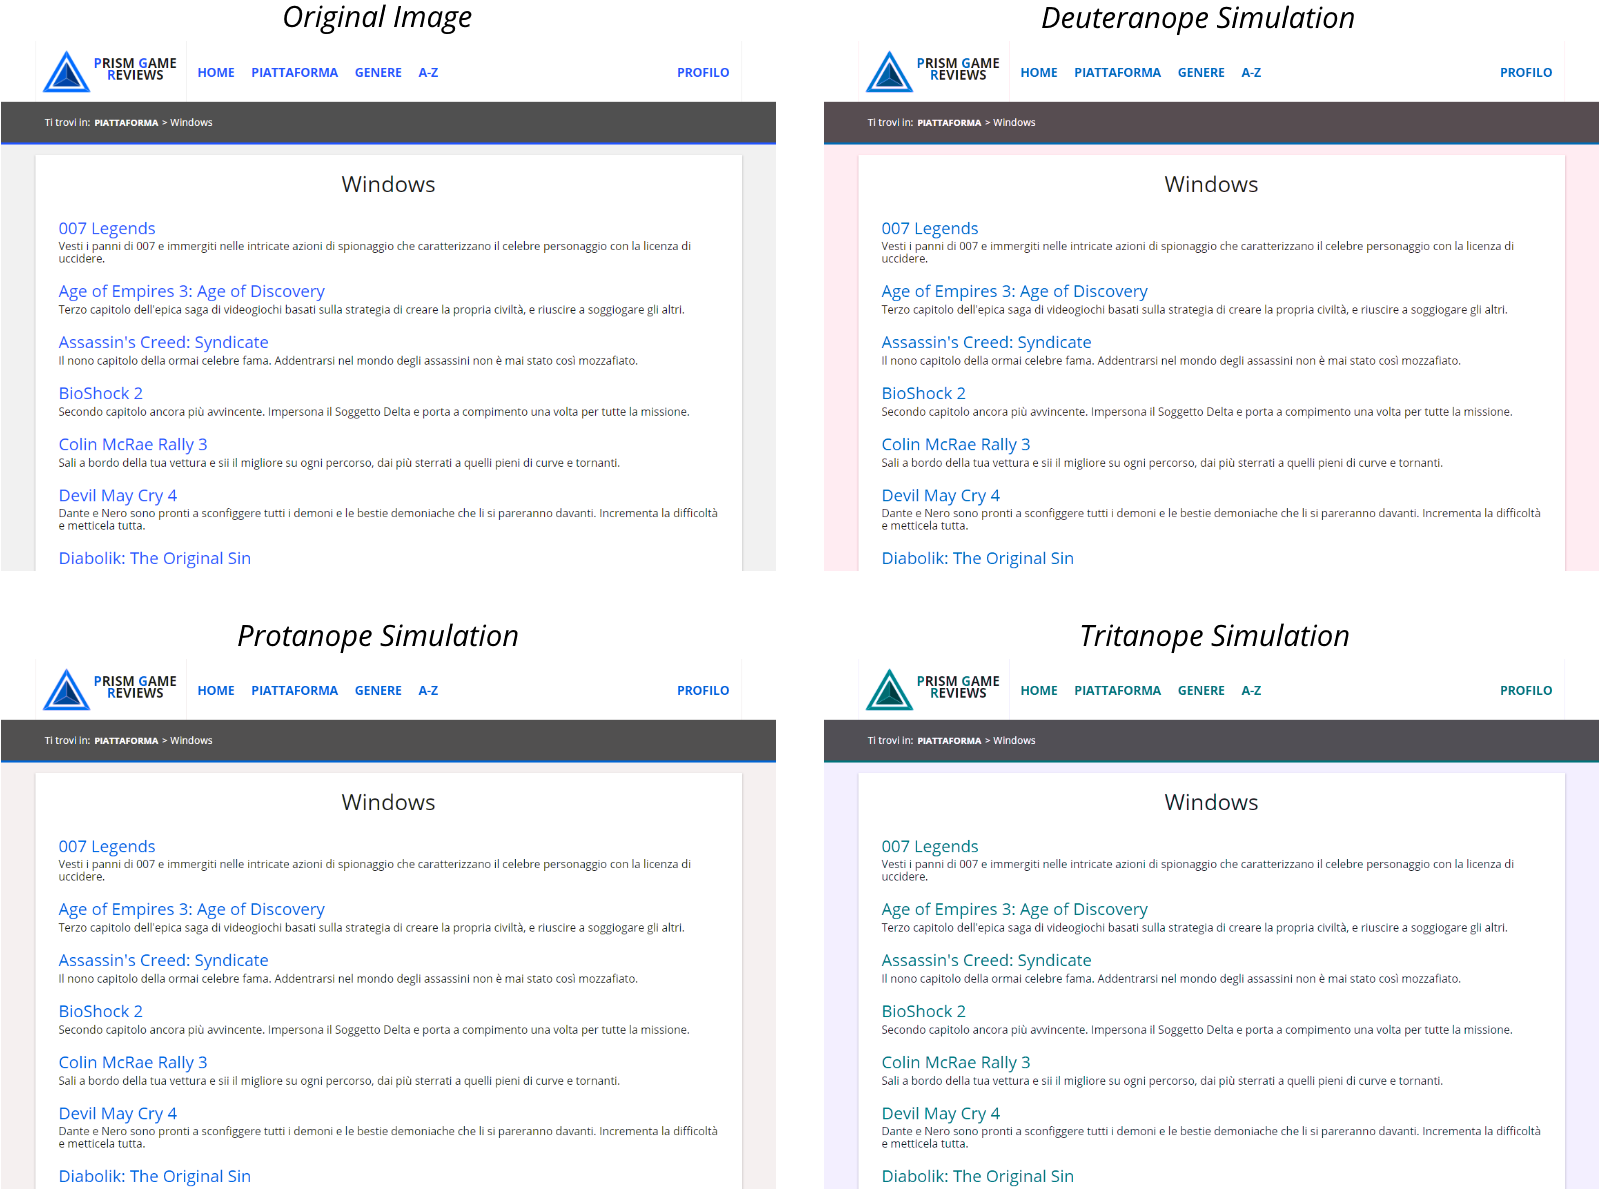 Original Image
PRISM GAME
REVIEWS
HOME PIATTAFORMA GENERE A-Z PROFILO
Ti trovi in: PIATTAFORMA > Windows
Windows
007 Legends
Vesti i panni di 007 e immergiti nelle intricate azioni di spionaggio che caratterizzano il celebre personaggio con la licenza di
uccidere.
Age of Empires 3: Age of Discovery
Terzo capitolo dell'epica saga di videogiochi basati sulla strategia di creare la propria civiltà, e riuscire a soggiogare gli altri.
Assassin's Creed: Syndicate
Il nono capitolo della ormai celebre fama. Addentrarsi nel mondo degli assassini non è mai stato così mozzafiato.
BioShock 2
Secondo capitolo ancora più avvincente. Impersona il Soggetto Delta e porta a compimento una volta per tutte la missione.
Colin McRae Rally 3
Sali a bordo della tua vettura e sii il migliore su ogni percorso, dai più sterrati a quelli pieni di curve e tornanti.
Devil May Cry 4
Dante e Nero sono pronti a sconfiggere tutti i demoni e le bestie demoniache che li si pareranno davanti. Incrementa la difficoltà
e metticela tutta.
Diabolik: The Original Sin
Deuteranope Simulation
PRISM GAME
REVIEWS
HOME PIATTAFORMA GENERE A-Z PROFILO
Ti trovi in: PIATTAFORMA > Windows
Windows
007 Legends
Vesti i panni di 007 e immergiti nelle intricate azioni di spionaggio che caratterizzano il celebre personaggio con la licenza di
uccidere.
Age of Empires 3: Age of Discovery
Terzo capitolo dell'epica saga di videogiochi basati sulla strategia di creare la propria civiltà, e riuscire a soggiogare gli altri.
Assassin's Creed: Syndicate
Il nono capitolo della ormai celebre fama. Addentrarsi nel mondo degli assassini non è mai stato così mozzafiato.
BioShock 2
Secondo capitolo ancora più avvincente. Impersona il Soggetto Delta e porta a compimento una volta per tutte la missione.
Colin McRae Rally 3
Sali a bordo della tua vettura e sii il migliore su ogni percorso, dai più sterrati a quelli pieni di curve e tornanti.
Devil May Cry 4
Dante e Nero sono pronti a sconfiggere tutti i demoni e le bestie demoniache che li si pareranno davanti. Incrementa la difficoltà
e metticela tutta.
Diabolik: The Original Sin
Protanope Simulation
PRISM GAME
REVIEWS
HOME PIATTAFORMA GENERE A-Z PROFILO
Ti trovi in: PIATTAFORMA > Windows
Windows
007 Legends
Vesti i panni di 007 e immergiti nelle intricate azioni di spionaggio che caratterizzano il celebre personaggio con la licenza di
uccidere.
Age of Empires 3: Age of Discovery
Terzo capitolo dell'epica saga di videogiochi basati sulla strategia di creare la propria civiltà, e riuscire a soggiogare gli altri.
Assassin's Creed: Syndicate
Il nono capitolo della ormai celebre fama. Addentrarsi nel mondo degli assassini non è mai stato così mozzafiato.
BioShock 2
Secondo capitolo ancora più avvincente. Impersona il Soggetto Delta e porta a compimento una volta per tutte la missione.
Colin McRae Rally 3
Sali a bordo della tua vettura e sii il migliore su ogni percorso, dai più sterrati a quelli pieni di curve e tornanti.
Devil May Cry 4
Dante e Nero sono pronti a sconfiggere tutti i demoni e le bestie demoniache che li si pareranno davanti. Incrementa la difficoltà
e metticela tutta.
Diabolik: The Original Sin
Tritanope Simulation
PRISM GAME
REVIEWS
HOME PIATTAFORMA GENERE A-Z PROFILO
Ti trovi in: PIATTAFORMA > Windows
Windows
007 Legends
Vesti i panni di 007 e immergiti nelle intricate azioni di spionaggio che caratterizzano il celebre personaggio con la licenza di
uccidere.
Age of Empires 3: Age of Discovery
Terzo capitolo dell'epica saga di videogiochi basati sulla strategia di creare la propria civiltà, e riuscire a soggiogare gli altri.
Assassin's Creed: Syndicate
Il nono capitolo della ormai celebre fama. Addentrarsi nel mondo degli assassini non è mai stato così mozzafiato.
BioShock 2
Secondo capitolo ancora più avvincente. Impersona il Soggetto Delta e porta a compimento una volta per tutte la missione.
Colin McRae Rally 3
Sali a bordo della tua vettura e sii il migliore su ogni percorso, dai più sterrati a quelli pieni di curve e tornanti.
Devil May Cry 4
Dante e Nero sono pronti a sconfiggere tutti i demoni e le bestie demoniache che li si pareranno davanti. Incrementa la difficoltà
e metticela tutta.
Diabolik: The Original Sin